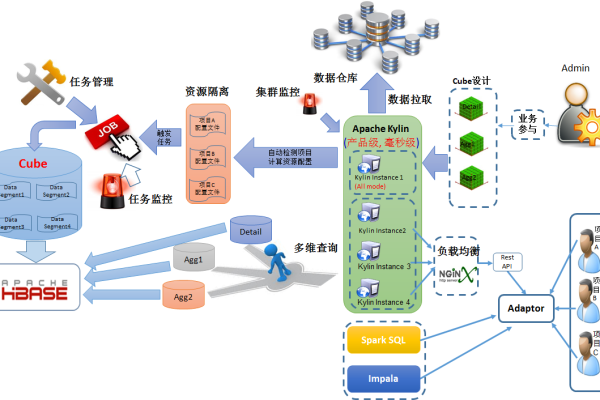 任务管理
资源隔离
集群监控
数据仓库
数据拉取
Cube设计
Admin
JOB
触发
任务
项目A
配置文件
项目B
配置文件
项目C
配置文件
自动检测项目
计算资源配置
Apache Kylin
(产品级, 毫秒级)
Kylin Instance 1
(All mode)
Kylin Instance2
Kylin Instance 3
Kylin Instance 4
Detail
Agg1
Agg2
业务
参与
Cube
Data
Segment1
Data
Segment2
Data
Segment3
Data
Segment4
任务监控
APACHE
HBASE
Detail
Agg1
Agg2
多维查询
负载均衡
NGINX
Rest
API
Adaptor
项
目
A
项
目
B
项
目
C
Spark SQL
Impala